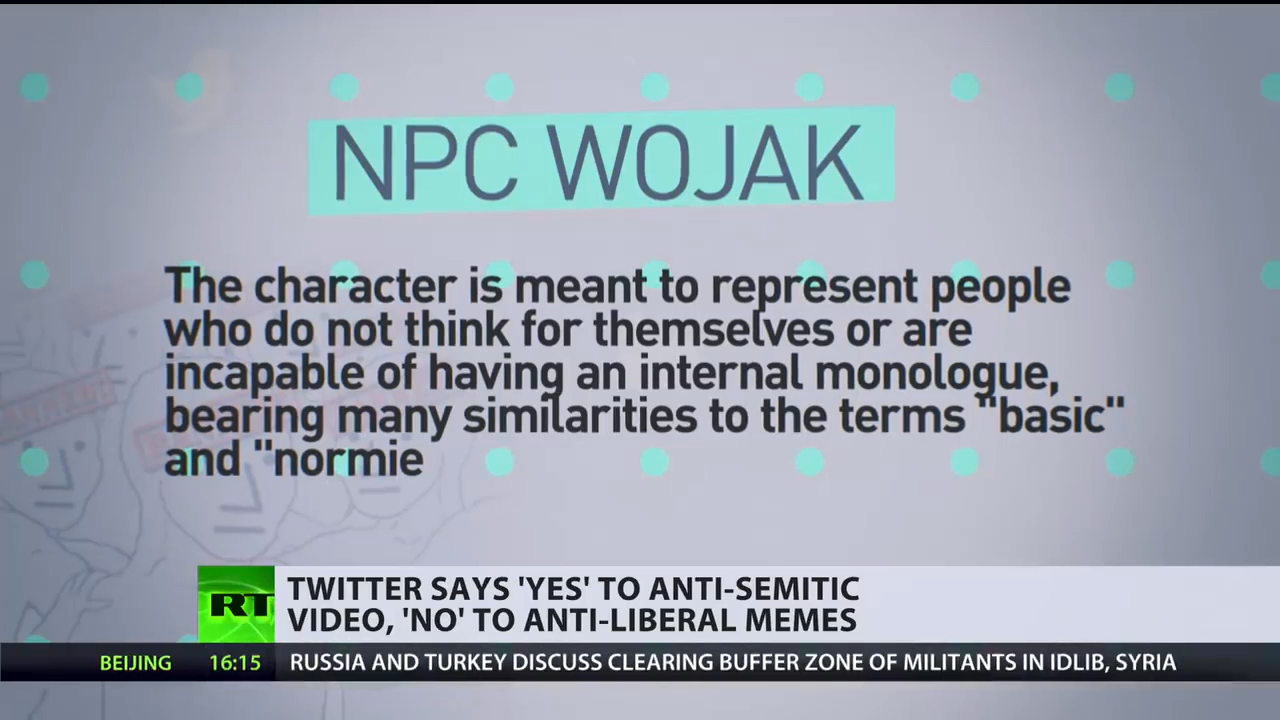 NPC WOJAK
The character is meant to represent people
who do not think for themselves or are
incapable of having an internal monologue,
bearing many similarities to the terms "basic"
and "normie
RT
TWITTER SAYS 'YES' TO ANTI-SEMITIC
VIDEO, 'NO' TO ANTI-LIBERAL MEMES
BEIJING 16:15 RUSSIA AND TURKEY DISCUSS CLEARING BUFFER ZONE OF MILITANTS IN IDLIB, SYRIA